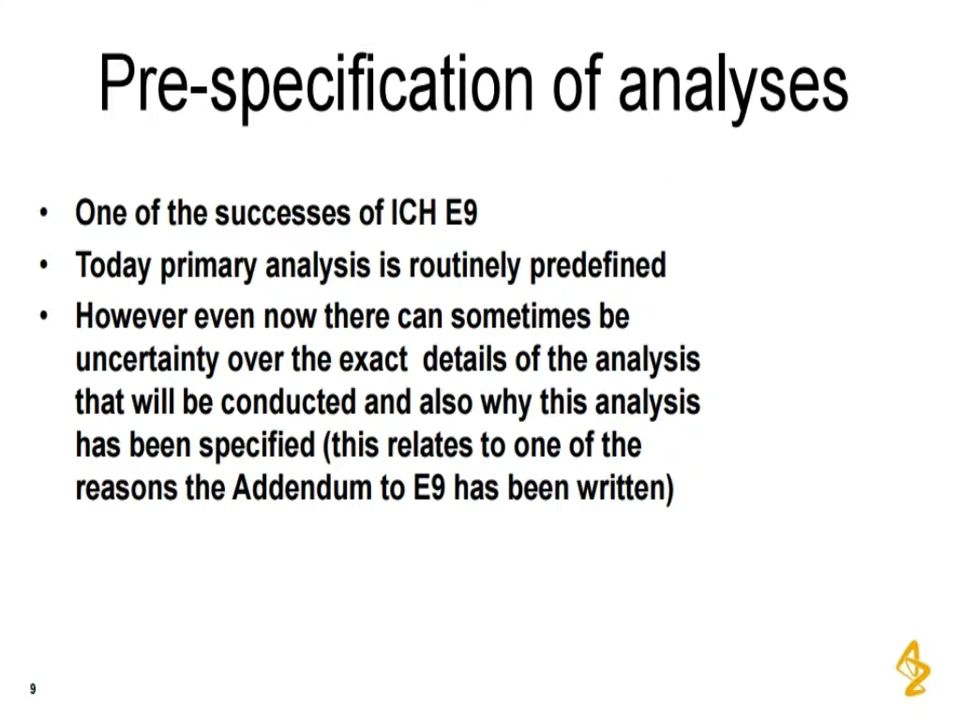 Pre-specification of analyses
• One of the successes of ICH E9
• Today primary analysis is routinely predefined
• However even now there can sometimes be
uncertainty over the exact details of the analysis
that will be conducted and also why this analysis
has been specified (this relates to one of the
reasons the Addendum to E9 has been written)
9